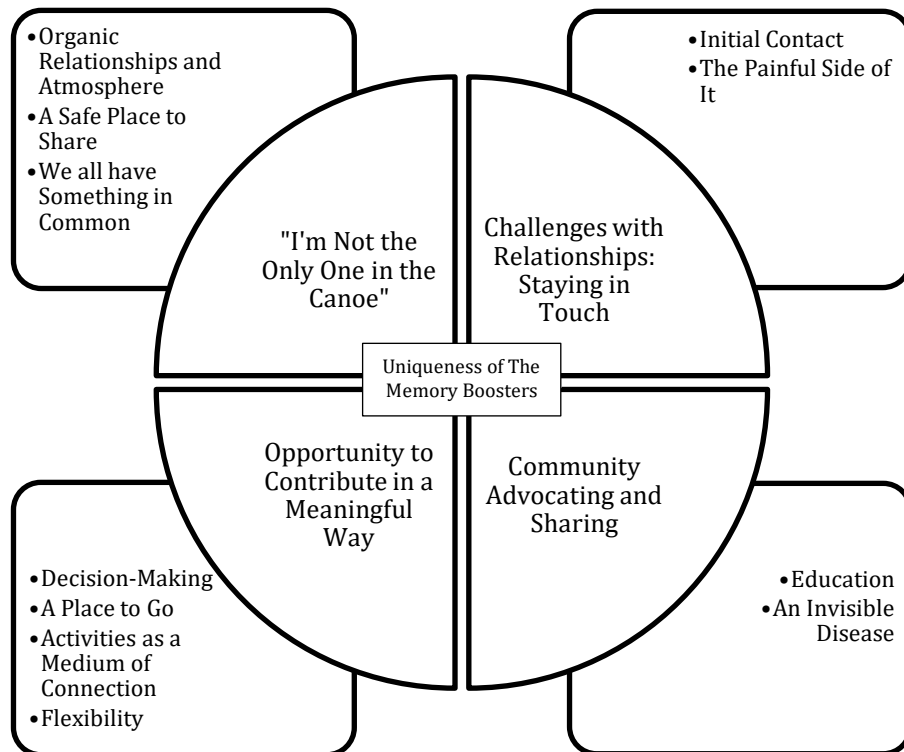 •Organic
Relationships and
Atmosphere
•A Safe Place to
Share
•We all have
Something in
Common
•Initial Contact
•The Painful Side of
It
"I'm Not the
Only One in the
Canoe"
Challenges with
Relationships:
Staying in
Touch
Uniqueness of The
Memory Boosters
Opportunity to
Contribute in a
Meaningful
Way
Community
Advocating and
Sharing
•Decision-Making
•A Place to Go
•Activities as a
Medium of
Connection
•Flexibility
•Education
•An Invisible
Disease